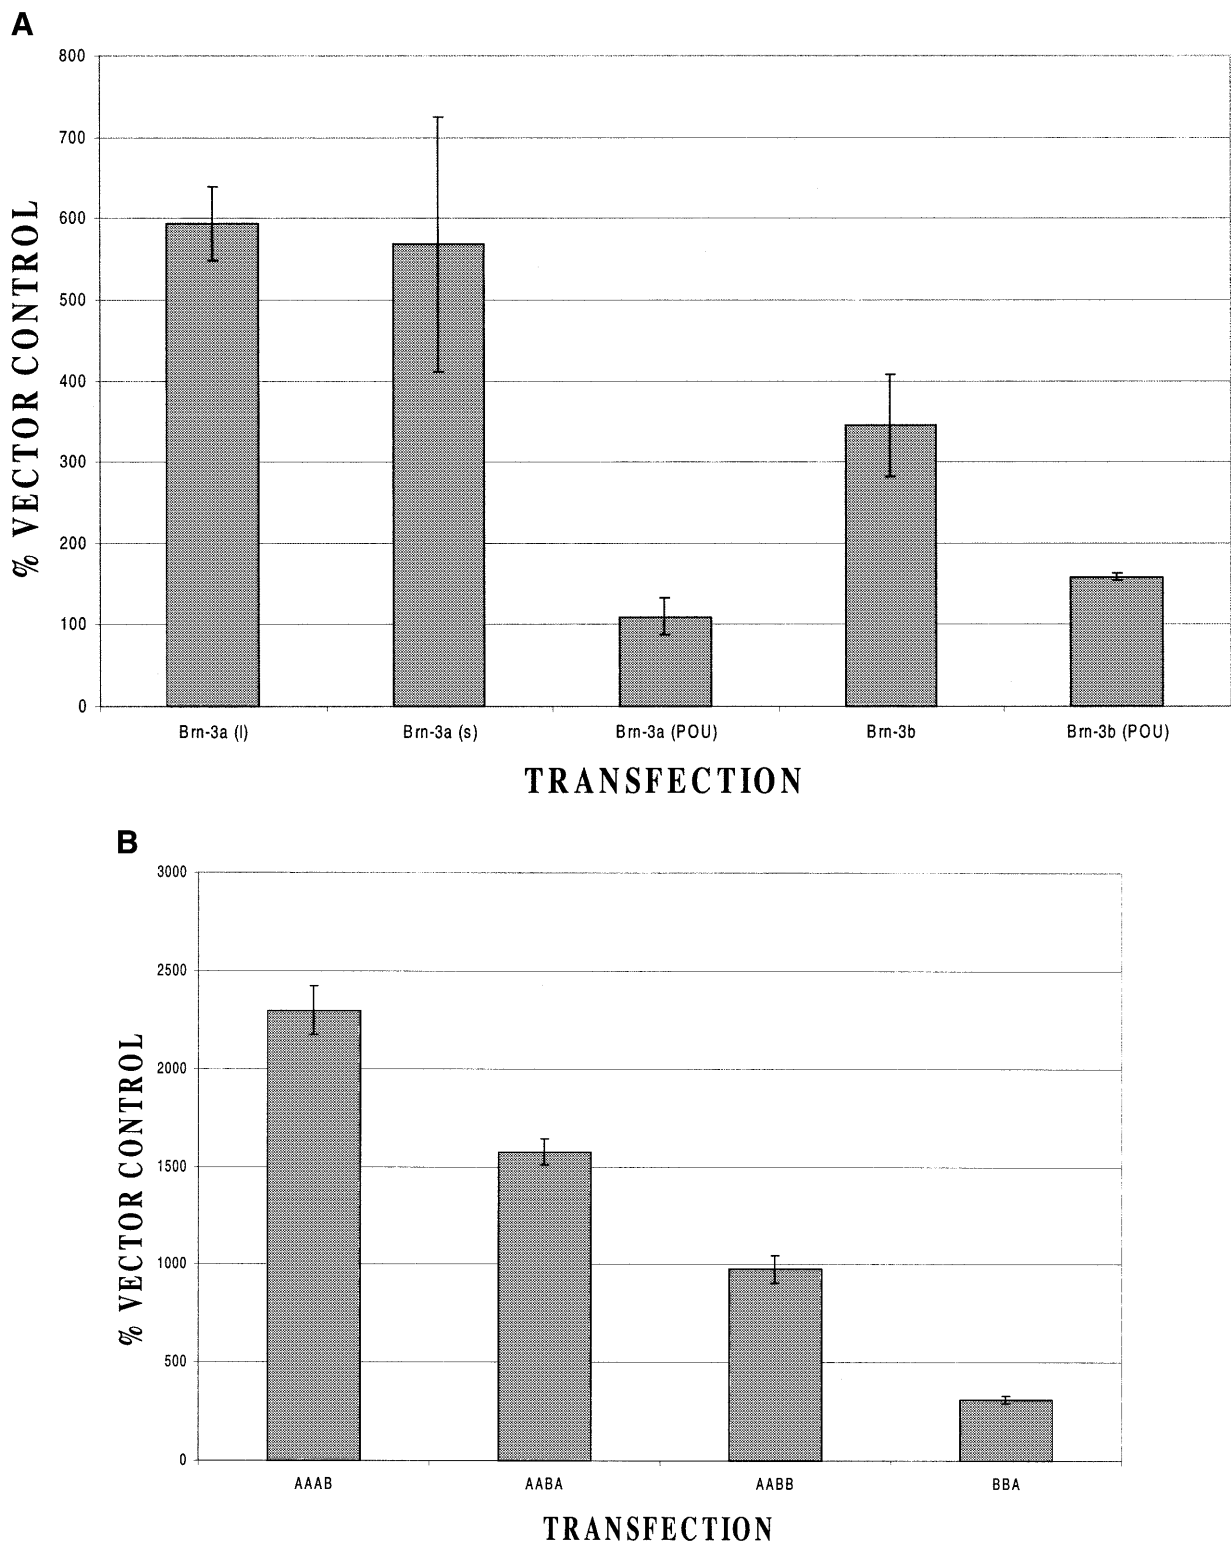 A
800
700
600
500
400
300
200
100
0
% VECTOR CONTROL
Brn-3a (l) Brn-3a (s) Brn-3a (POU) Brn-3b Brn-3b (POU)
TRANSFECTION
B
3000
2500
2000
1500
1000
500
0
% VECTOR CONTROL
AAAB AABA AABB BBA
TRANSFECTION